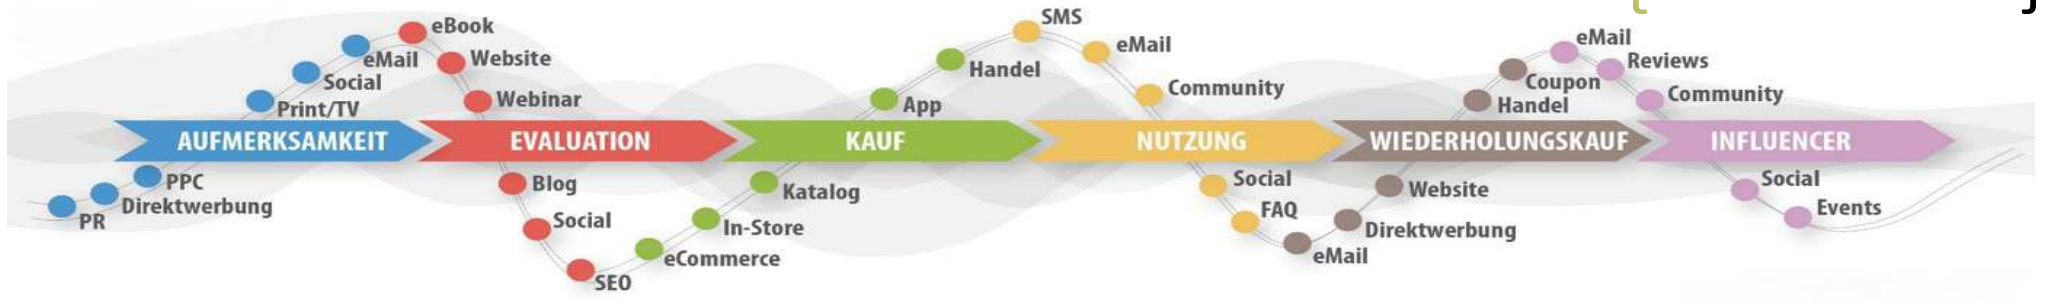 PR
Direktwerbung
PPC
Print/TV
Social
eMail
eBook
Website
Webinar
Blog
Social
SEO
eCommerce
In-Store
Katalog
App
Handel
SMS
eMail
Community
Social
FAQ
eMail
Direktwerbung
Website
Handel
Coupon
eMail
Reviews
Community
Social
Events
AUFMERKSAMKEIT
EVALUATION
KAUF
NUTZUNG
WIEDERHOLUNGSKAUF
INFLUENCER